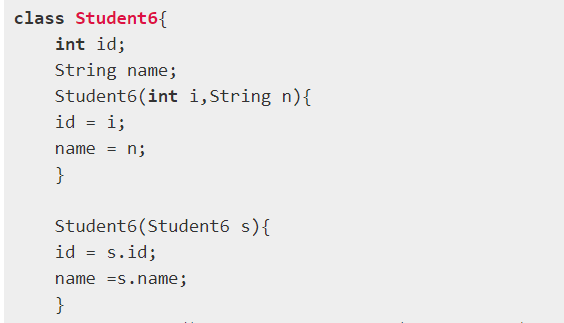 class Student6{
int id;
String name;
Student6(int i,String n){
id = i;
name = n;
}
Student6(Student6 s){
id = s.id;
name =s.name;
}